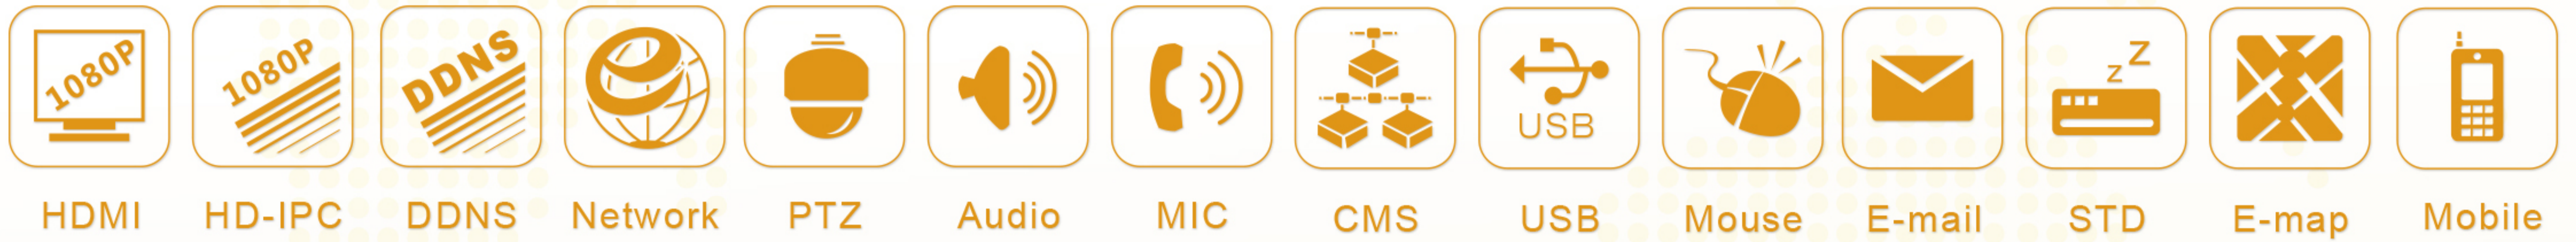 1080P
1080P
DDNS
USB
z Z
HDMI HD-IPC DDNS Network PTZ Audio MIC CMS USB Mouse E-mail STD E-map Mobile